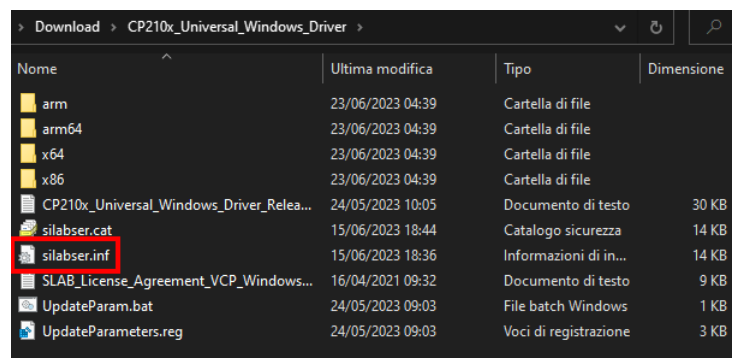 > Download > CP210x_Universal_Windows_Driver >
Nome Ultima modifica Tipo Dimensione
arm 23/06/2023 04:39 Cartella di file
arm64 23/06/2023 04:39 Cartella di file
x64 23/06/2023 04:39 Cartella di file
x86 23/06/2023 04:39 Cartella di file
CP210x_Universal_Windows_Driver_Relea... 24/05/2023 10:05 Documento di testo 30 KB
silabser.cat 15/06/2023 18:44 Catalogo sicurezza 14 KB
silabser.inf 15/06/2023 18:36 Informazioni di in... 14 KB
SLAB_License_Agreement_VCP_Windows... 16/04/2021 09:32 Documento di testo 9 KB
UpdateParam.bat 24/05/2023 09:03 File batch Windows 1 KB
UpdateParameters.reg 24/05/2023 09:03 Voci di registrazione 3 KB